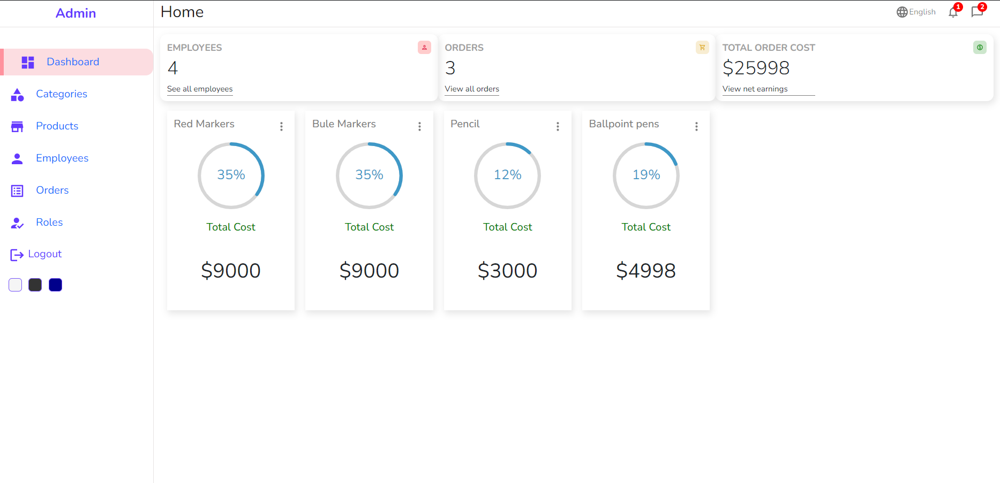 Admin
Home
English
1
2
Dashboard
Categories
Products
Employees
Orders
Roles
Logout
EMPLOYEES
4
See all employees
ORDERS
3
View all orders
TOTAL ORDER COST
$25998
View net earnings
Red Markers
35%
Total Cost
$9000
Bule Markers
35%
Total Cost
$9000
Pencil
12%
Total Cost
$3000
Ballpoint pens
19%
Total Cost
$4998